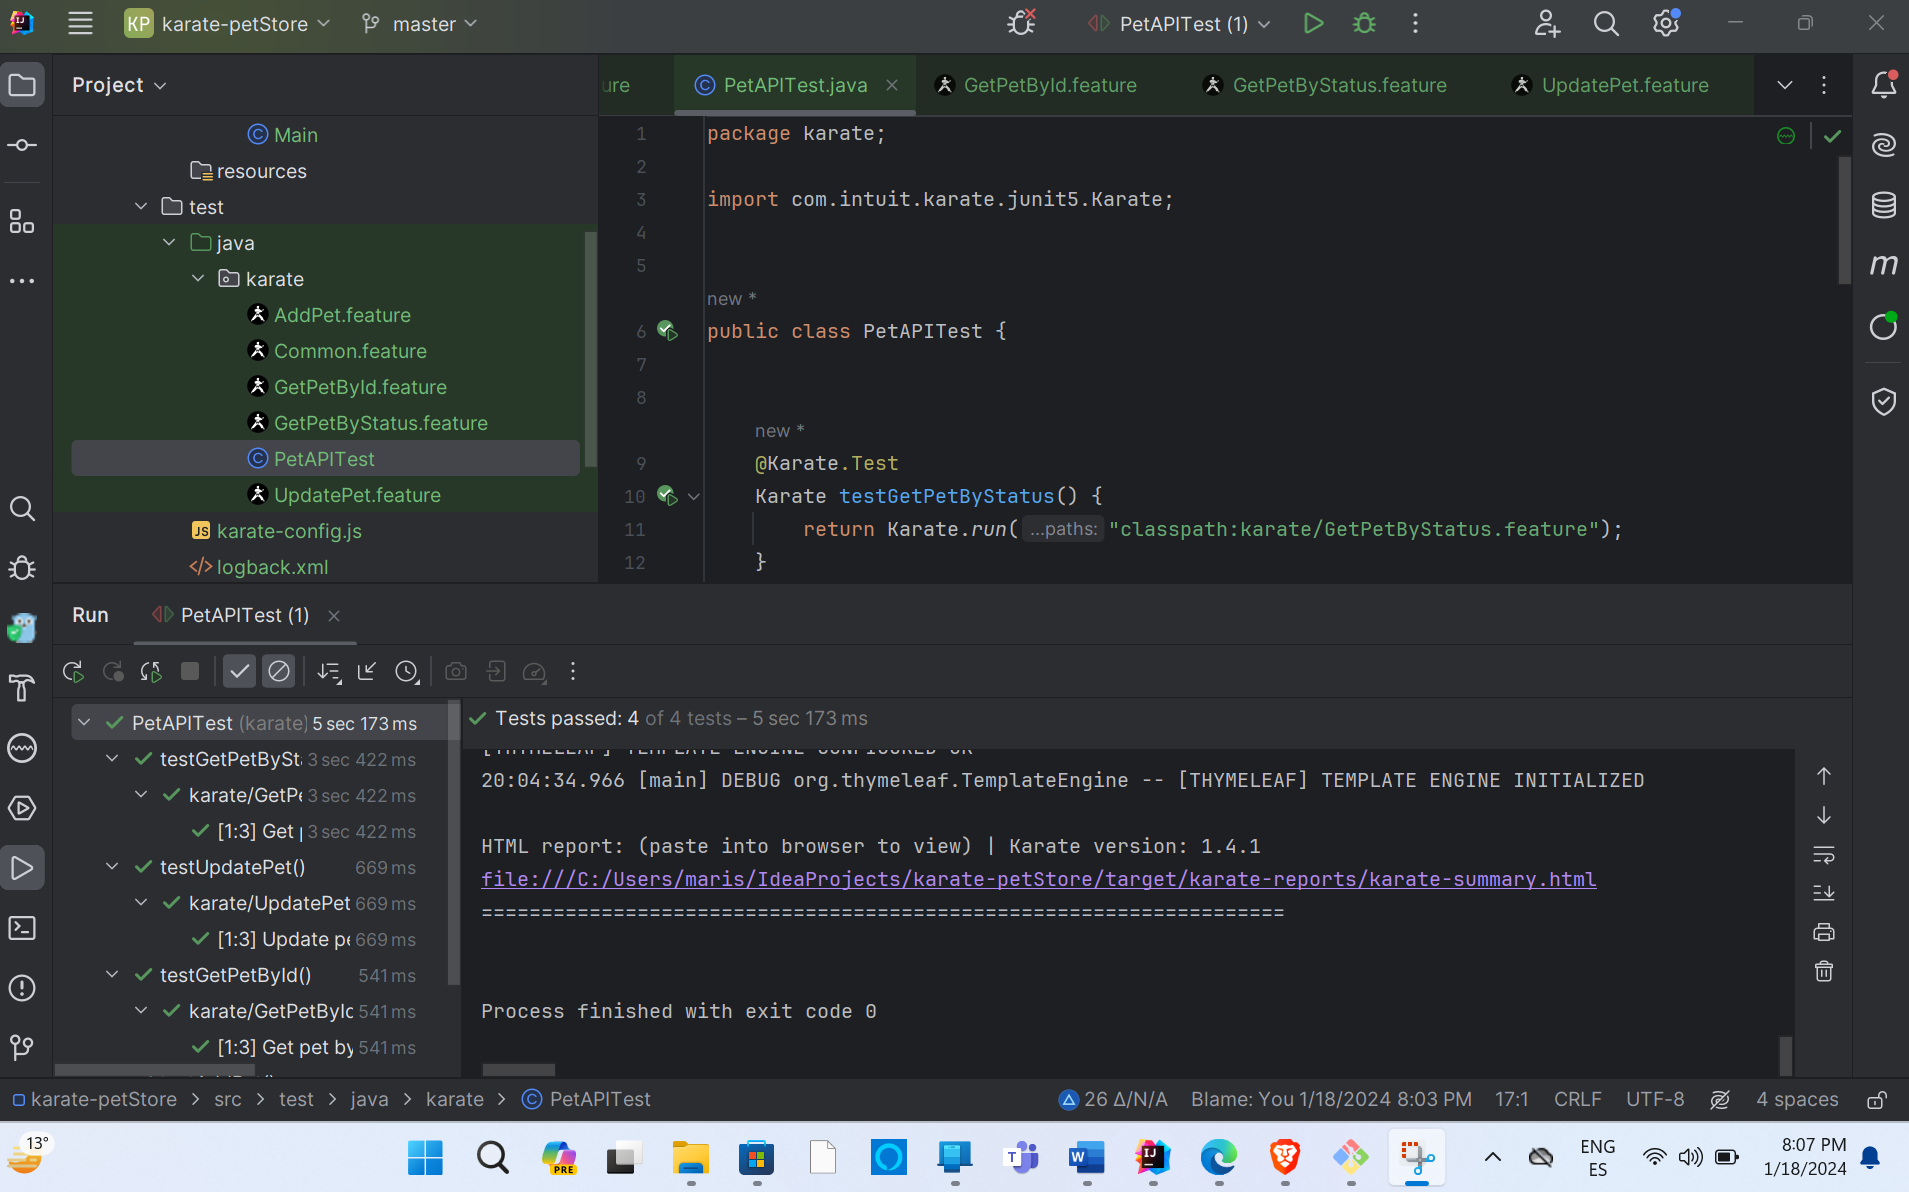 KP karate-petStore
master
PetAPITest (1)
Project
ure
PetAPITest.java
GetPetById.feature
GetPetByStatus.feature
UpdatePet.feature
Main
resources
test
java
karate
AddPet.feature
Common.feature
GetPetById.feature
GetPetByStatus.feature
PetAPITest
UpdatePet.feature
JS karate-config.js
logback.xml
1 package karate;
2
3 import com.intuit.karate.junit5.Karate;
4
5
new *
6 public class PetAPITest {
7
8
new *
9 @Karate.Test
10 Karate testGetPetByStatus() {
11 return Karate.run( ...paths: "classpath:karate/GetPetByStatus.feature");
12 }
Run
PetAPITest (1)
PetAPITest (karate) 5 sec 173 ms
testGetPetBySt 3 sec 422 ms
karate/GetPe 3 sec 422 ms
[1:3] Get p 3 sec 422 ms
testUpdatePet() 669 ms
karate/UpdatePet 669 ms
[1:3] Update pe 669 ms
testGetPetById() 541 ms
karate/GetPetById 541 ms
[1:3] Get pet by 541 ms
Tests passed: 4 of 4 tests – 5 sec 173 ms
[THYMELEAF] TEMPLATE ENGINE CONFIGURED OK
20:04:34.966 [main] DEBUG org.thymeleaf.TemplateEngine -- [THYMELEAF] TEMPLATE ENGINE INITIALIZED
HTML report: (paste into browser to view) | Karate version: 1.4.1
file:///C:/Users/maris/IdeaProjects/karate-petStore/target/karate-reports/karate-summary.html
===================================================================
Process finished with exit code 0
karate-petStore > src > test > java > karate > PetAPITest
26 Δ/N/A
Blame: You 1/18/2024 8:03 PM
17:1
CRLF
UTF-8
4 spaces
13°
PRE
ENG
ES
8:07 PM
1/18/2024